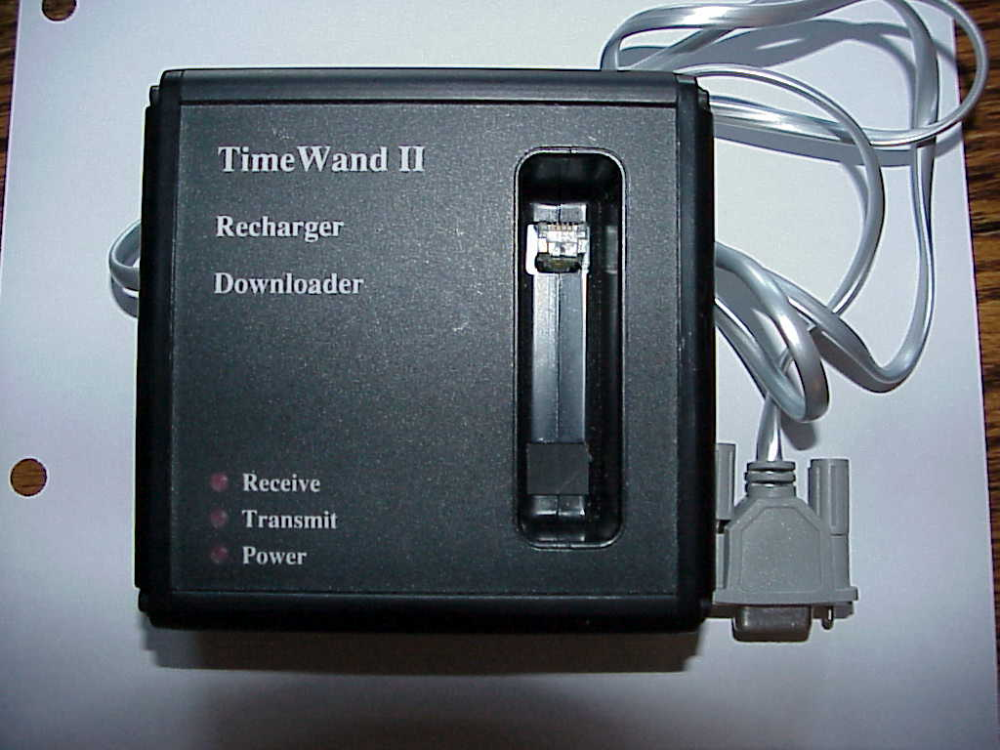 TimeWand II
Recharger
Downloader
Receive
Transmit
Power